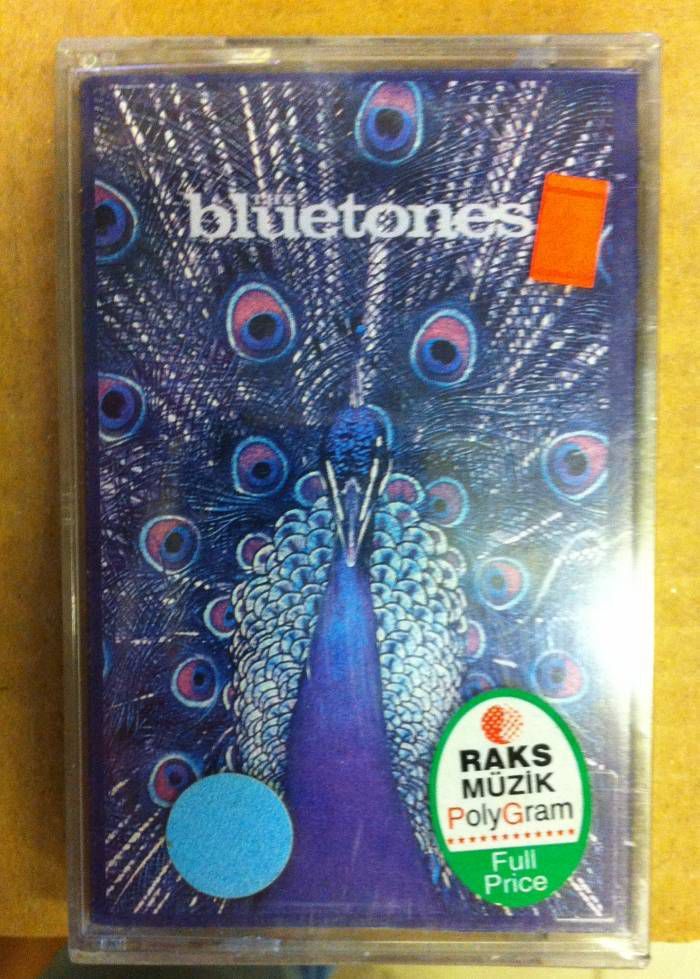 THE
bluetones
RAKS
MÜZİK
PolyGram
Full
Price